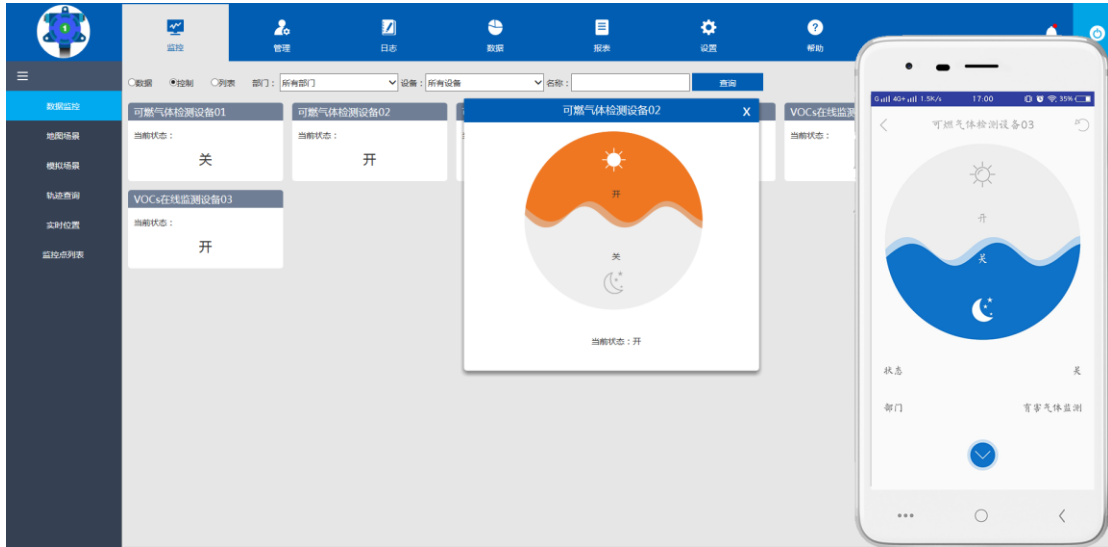 1
监控
管理
日志
数据
报表
设置
帮助
数据 控制 列表 部门： 所有部门 设备： 所有设备 名称： 查询
数据监控
地图场景
模拟场景
轨迹查询
实时位置
监控点列表
可燃气体检测设备01
当前状态：
关
可燃气体检测设备02
当前状态：
开
VOCs在线监测
当前状态：
VOCs在线监测设备03
当前状态：
开
可燃气体检测设备02 X
开
关
当前状态：开
G 4G+ 1.5K/s 17:00 35%
可燃气体检测设备03
开
关
状态 关
部门 有害气体监测